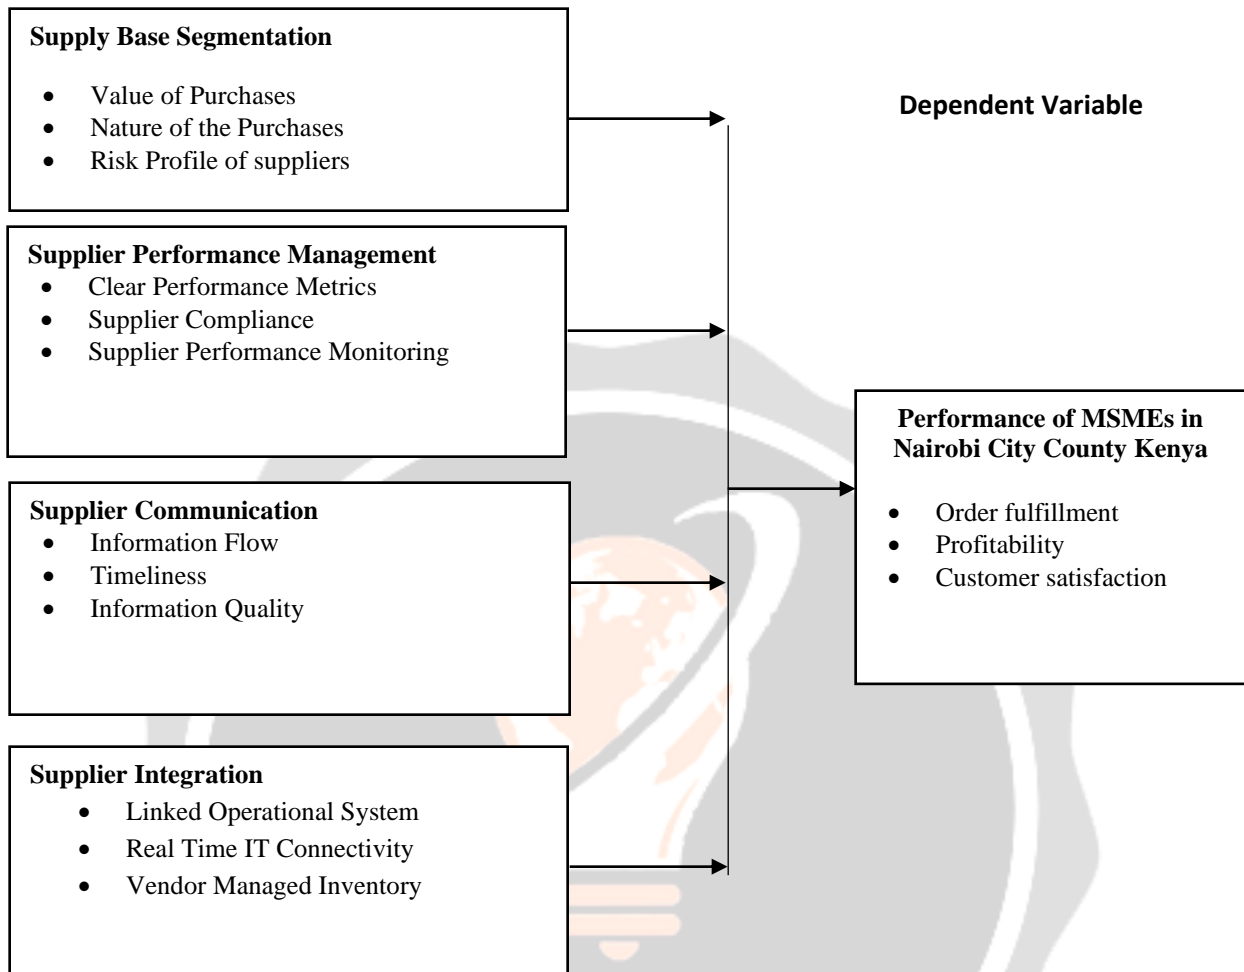 Supply Base Segmentation
• Value of Purchases
• Nature of the Purchases
• Risk Profile of suppliers
Supplier Performance Management
• Clear Performance Metrics
• Supplier Compliance
• Supplier Performance Monitoring
Supplier Communication
• Information Flow
• Timeliness
• Information Quality
Supplier Integration
• Linked Operational System
• Real Time IT Connectivity
• Vendor Managed Inventory
Dependent Variable
Performance of MSMEs in
Nairobi City County Kenya
• Order fulfillment
• Profitability
• Customer satisfaction